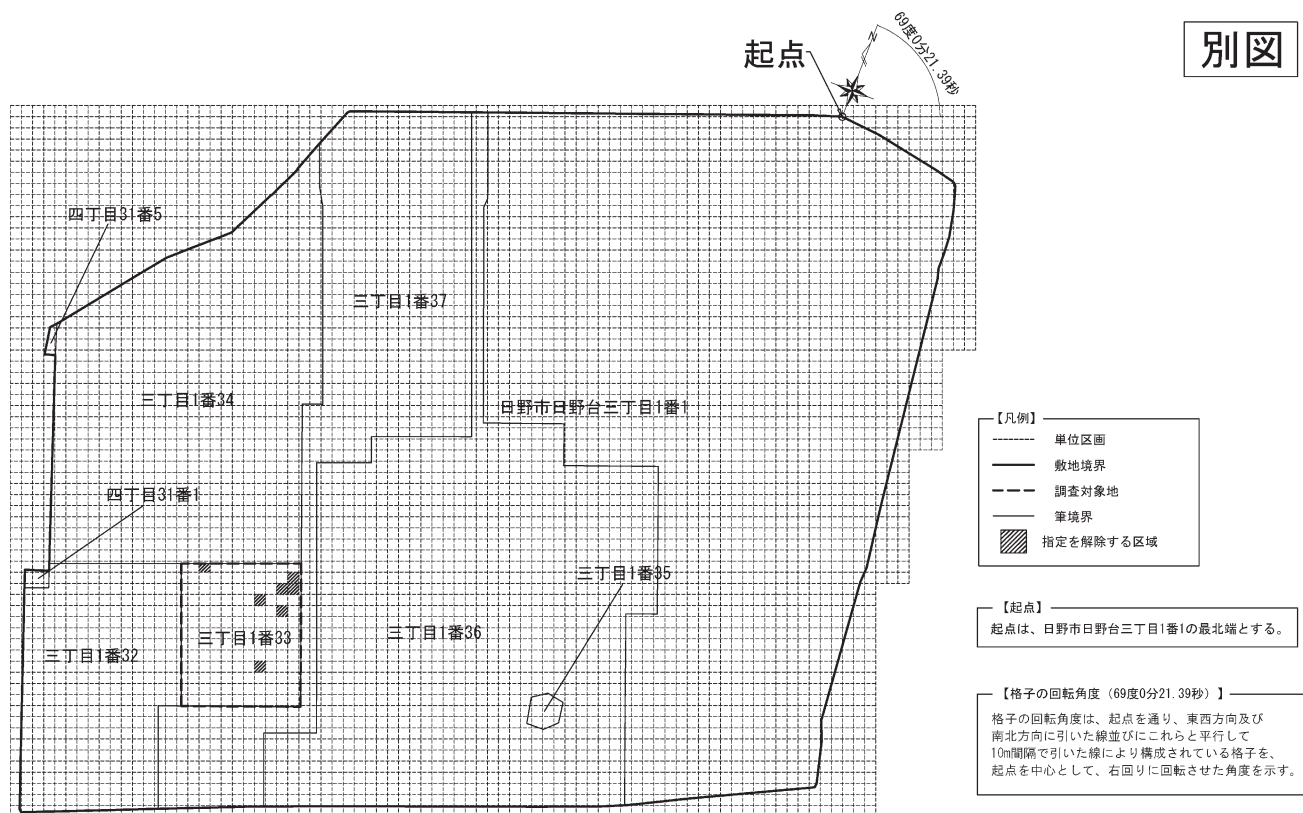 別図
起点
N
69度0分21.39秒
四丁目31番5
三丁目1番37
三丁目1番34
日野市日野台三丁目1番1
四丁目31番1
三丁目1番35
三丁目1番33
三丁目1番36
三丁目1番32
【凡例】
単位区画
敷地境界
調査対象地
筆境界
指定を解除する区域
【起点】
起点は、日野市日野台三丁目1番1の最北端とする。
【格子の回転角度（69度0分21.39秒）】
格子の回転角度は、起点を通り、東西方向及び
南北方向に引いた線並びにこれらと平行して
10m間隔で引いた線により構成されている格子を、
起点を中心として、右回りに回転させた角度を示す。